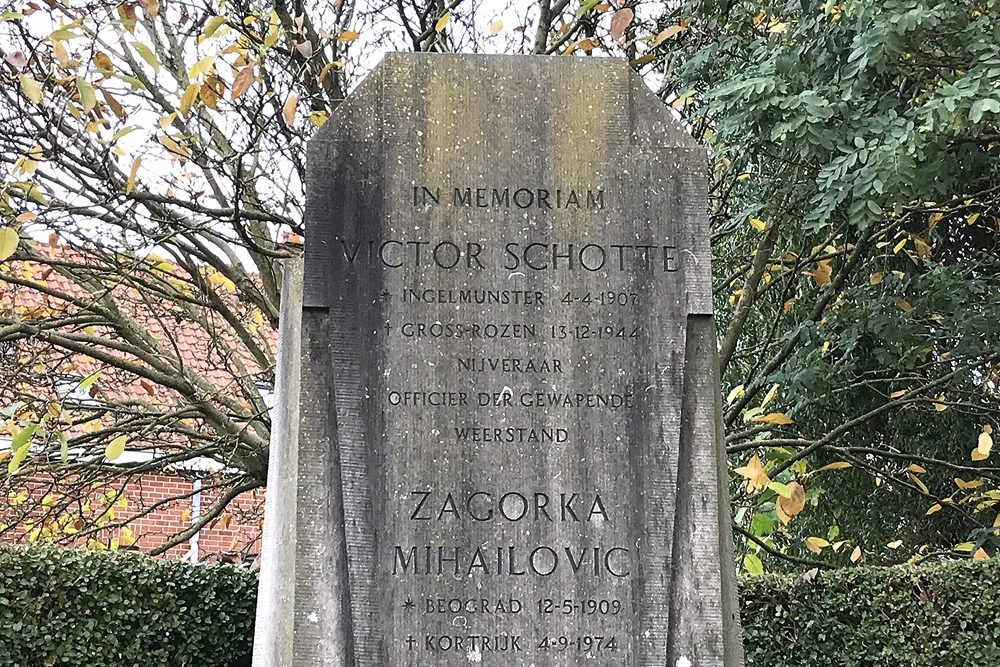 IN MEMORIAM
VICTOR SCHOTTE
* INGELMUNSTER 4-4-1907
† GROSS-ROZEN 13-12-1944
NIJVERAAR
OFFICIER DER GEWAPENDE
WEERSTAND
ZAGORKA
MIHAILOVIC
* BEOGRAD 12-5-1909
† KORTRIJK 4-9-1974